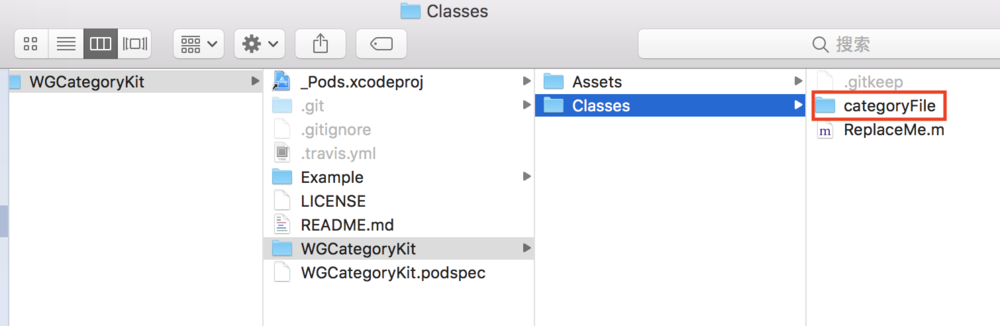 Classes
搜索
WGCategoryKit
_Pods.xcodeproj
.git
.gitignore
.travis.yml
Example
LICENSE
README.md
WGCategoryKit
WGCategoryKit.podspec
Assets
Classes
.gitkeep
categoryFile
ReplaceMe.m